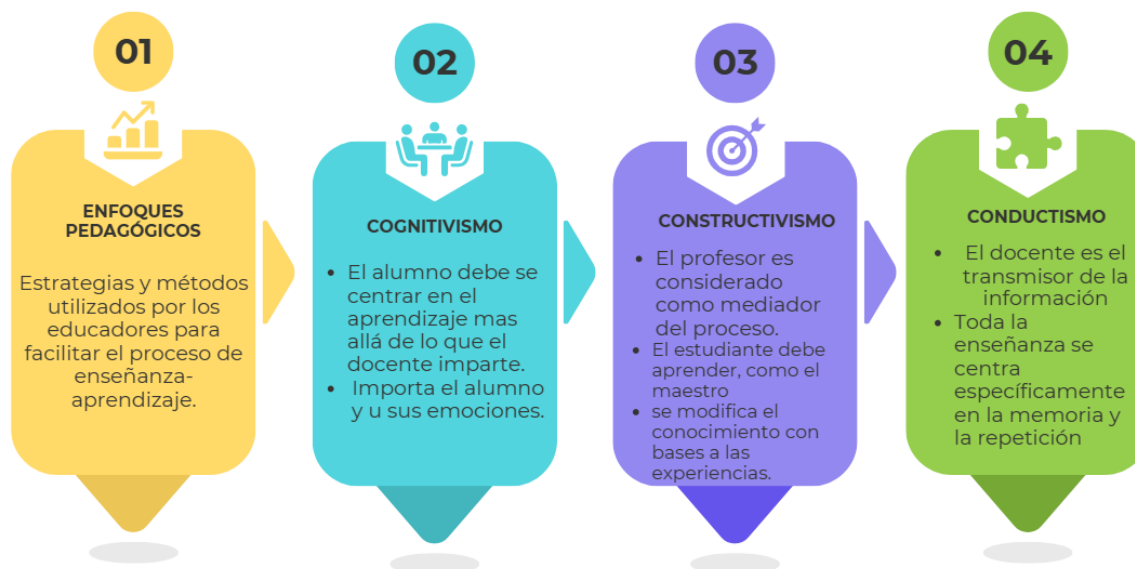 01
ENFOQUES
PEDAGÓGICOS
Estrategias y métodos
utilizados por los
educadores para
facilitar el proceso de
enseñanza-
aprendizaje.
02
COGNITIVISMO
• El alumno debe se
centrar en el
aprendizaje mas
allá de lo que el
docente imparte.
• Importa el alumno
y u sus emociones.
03
CONSTRUCTIVISMO
• El profesor es
considerado
como mediador
del proceso.
• El estudiante debe
aprender, como el
maestro
• se modifica el
conocimiento con
bases a las
experiencias.
04
CONDUCTISMO
• El docente es el
transmisor de la
información
• Toda la
enseñanza se
centra
específicamente
en la memoria y
la repetición